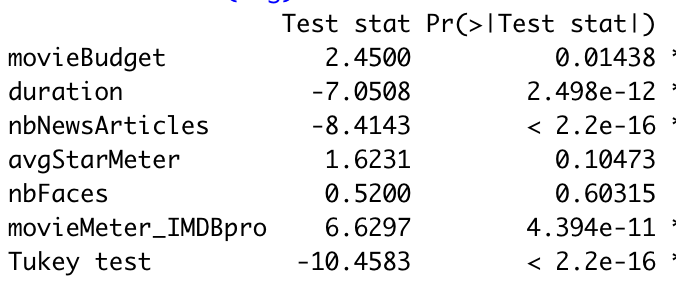 Test stat Pr(>|Test stat|)
movieBudget 2.4500 0.01438 *
duration -7.0508 2.498e-12 *
nbNewsArticles -8.4143 < 2.2e-16 *
avgStarMeter 1.6231 0.10473
nbFaces 0.5200 0.60315
movieMeter_IMDBpro 6.6297 4.394e-11 *
Tukey test -10.4583 < 2.2e-16 *